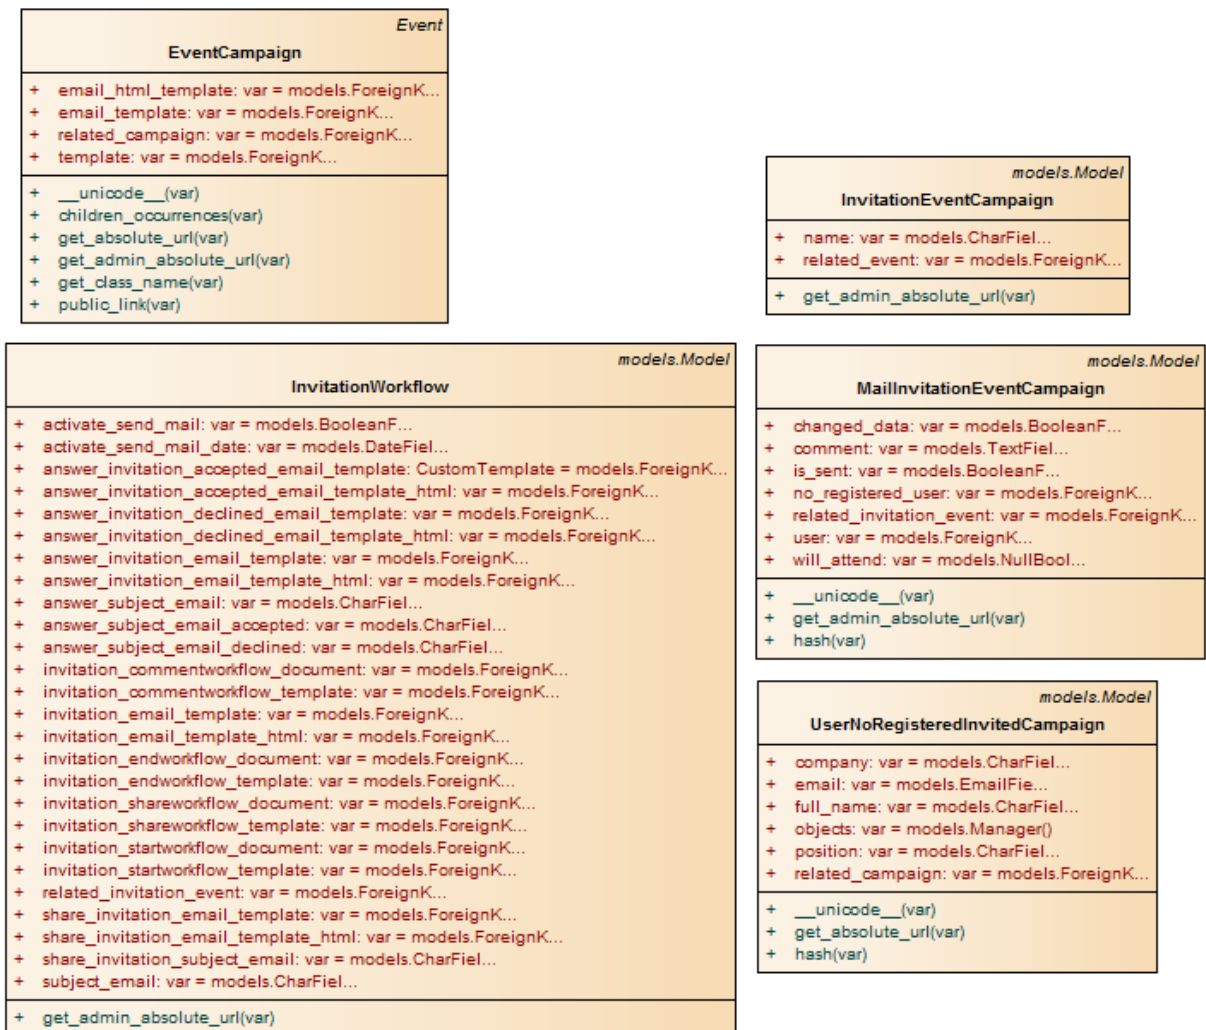 Event
EventCampaign
+ email_html_template: var = models.ForeignK...
+ email_template: var = models.ForeignK...
+ related_campaign: var = models.ForeignK...
+ template: var = models.ForeignK...
+ __unicode__(var)
+ children_occurrences(var)
+ get_absolute_url(var)
+ get_admin_absolute_url(var)
+ get_class_name(var)
+ public_link(var)
models.Model
InvitationEventCampaign
+ name: var = models.CharFiel...
+ related_event: var = models.ForeignK...
+ get_admin_absolute_url(var)
models.Model
InvitationWorkflow
+ activate_send_mail: var = models.BooleanF...
+ activate_send_mail_date: var = models.DateFiel...
+ answer_invitation_accepted_email_template: CustomTemplate = models.ForeignK...
+ answer_invitation_accepted_email_template_html: var = models.ForeignK...
+ answer_invitation_declined_email_template: var = models.ForeignK...
+ answer_invitation_declined_email_template_html: var = models.ForeignK...
+ answer_invitation_email_template: var = models.ForeignK...
+ answer_invitation_email_template_html: var = models.ForeignK...
+ answer_subject_email: var = models.CharFiel...
+ answer_subject_email_accepted: var = models.CharFiel...
+ answer_subject_email_declined: var = models.CharFiel...
+ invitation_commentworkflow_document: var = models.ForeignK...
+ invitation_commentworkflow_template: var = models.ForeignK...
+ invitation_email_template: var = models.ForeignK...
+ invitation_email_template_html: var = models.ForeignK...
+ invitation_endworkflow_document: var = models.ForeignK...
+ invitation_endworkflow_template: var = models.ForeignK...
+ invitation_shareworkflow_document: var = models.ForeignK...
+ invitation_shareworkflow_template: var = models.ForeignK...
+ invitation_startworkflow_document: var = models.ForeignK...
+ invitation_startworkflow_template: var = models.ForeignK...
+ related_invitation_event: var = models.ForeignK...
+ share_invitation_email_template: var = models.ForeignK...
+ share_invitation_email_template_html: var = models.ForeignK...
+ share_invitation_subject_email: var = models.CharFiel...
+ subject_email: var = models.CharFiel...
+ get_admin_absolute_url(var)
models.Model
MailInvitationEventCampaign
+ changed_data: var = models.BooleanF...
+ comment: var = models.TextFiel...
+ is_sent: var = models.BooleanF...
+ no_registered_user: var = models.ForeignK...
+ related_invitation_event: var = models.ForeignK...
+ user: var = models.ForeignK...
+ will_attend: var = models.NullBool...
+ __unicode__(var)
+ get_admin_absolute_url(var)
+ hash(var)
models.Model
UserNoRegisteredInvitedCampaign
+ company: var = models.CharFiel...
+ email: var = models.EmailFie...
+ full_name: var = models.CharFiel...
+ objects: var = models.Manager()
+ position: var = models.CharFiel...
+ related_campaign: var = models.ForeignK...
+ __unicode__(var)
+ get_absolute_url(var)
+ hash(var)